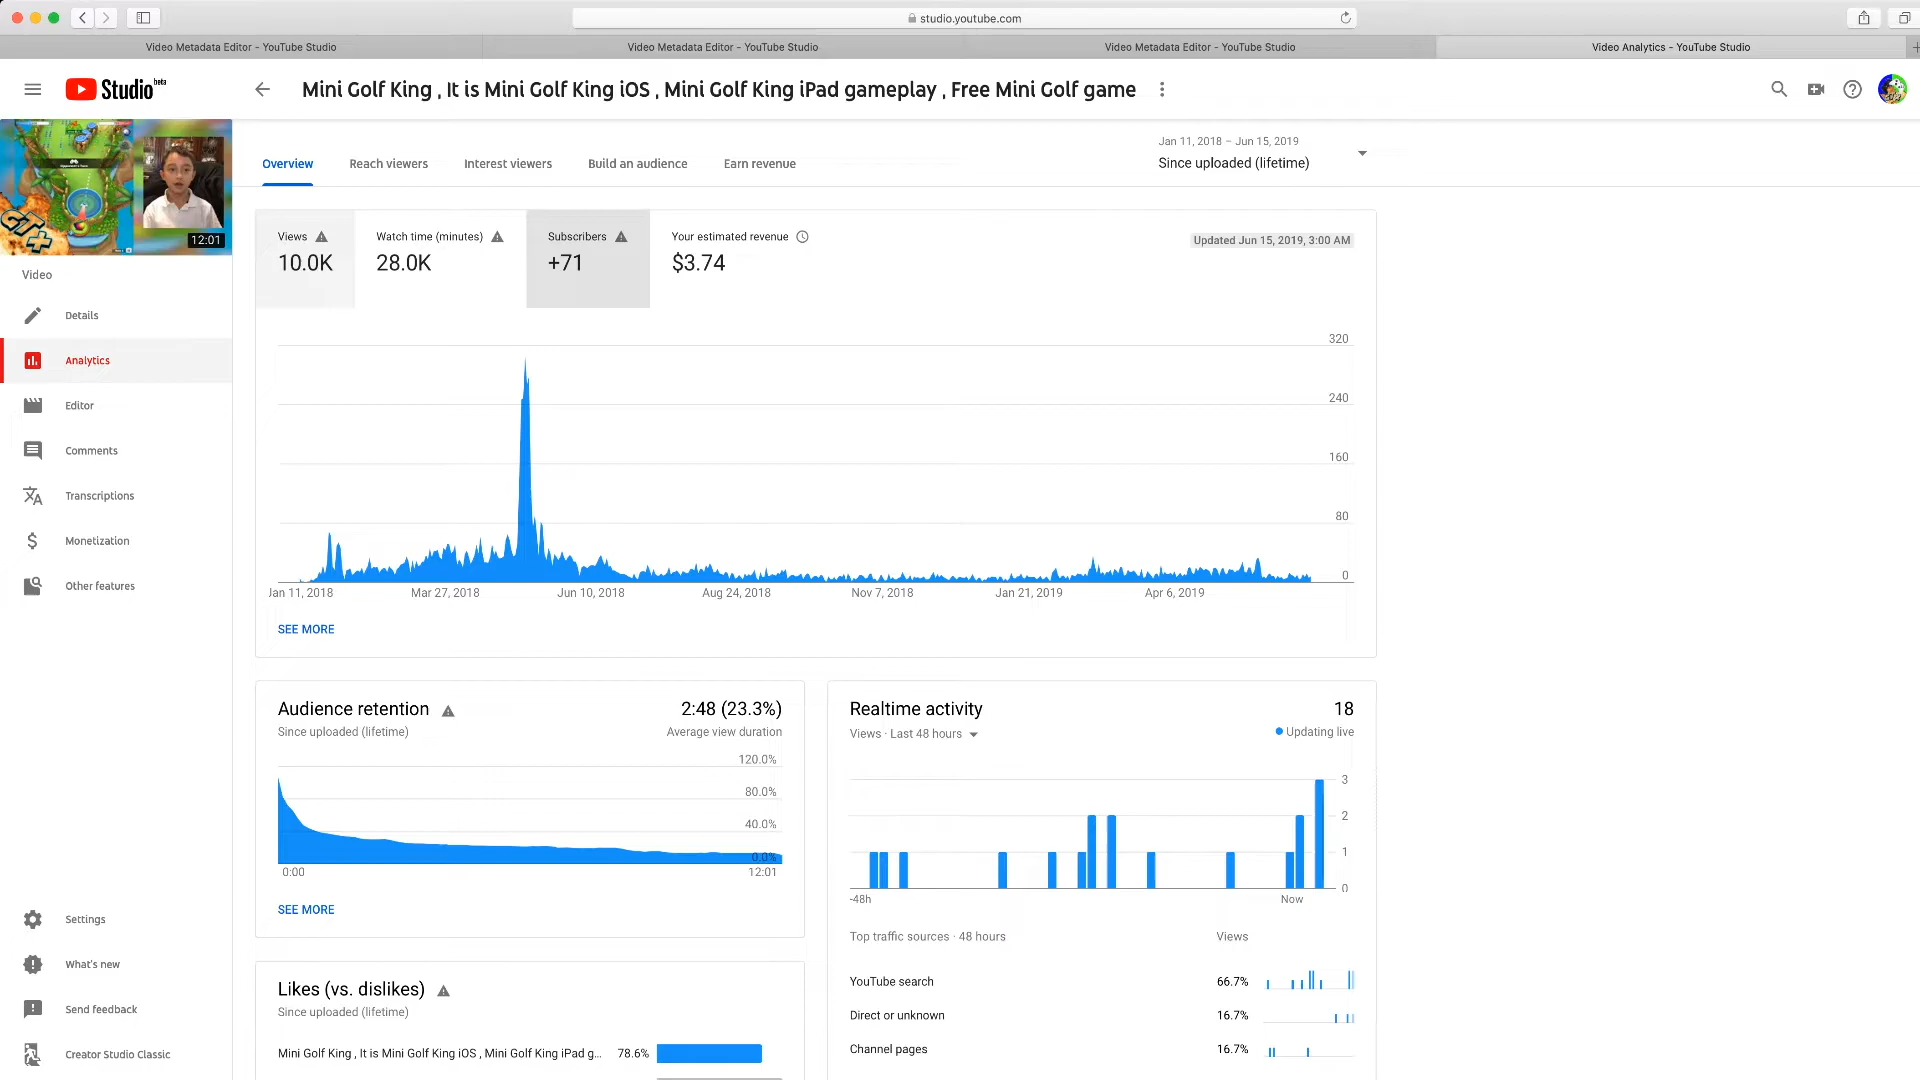 studio.youtube.com
Video Metadata Editor - YouTube Studio
Video Metadata Editor - YouTube Studio
Video Metadata Editor - YouTube Studio
Video Analytics - YouTube Studio
Studio beta
Mini Golf King , It is Mini Golf King iOS , Mini Golf King iPad gameplay , Free Mini Golf game
GT+
12:01
Overview
Reach viewers
Interest viewers
Build an audience
Earn revenue
Jan 11, 2018 – Jun 15, 2019
Since uploaded (lifetime)
Video
Details
Analytics
Editor
Comments
Transcriptions
Monetization
Other features
Settings
What's new
Send feedback
Creator Studio Classic
Views
10.0K
Watch time (minutes)
28.0K
Subscribers
+71
Your estimated revenue
$3.74
Updated Jun 15, 2019, 3:00 AM
320
240
160
80
0
Jan 11, 2018
Mar 27, 2018
Jun 10, 2018
Aug 24, 2018
Nov 7, 2018
Jan 21, 2019
Apr 6, 2019
SEE MORE
Audience retention
2:48 (23.3%)
Since uploaded (lifetime)
Average view duration
120.0%
80.0%
40.0%
0.0%
0:00
12:01
SEE MORE
Likes (vs. dislikes)
Since uploaded (lifetime)
Mini Golf King , It is Mini Golf King iOS , Mini Golf King iPad g...
78.6%
Realtime activity
18
Views · Last 48 hours
Updating live
3
2
1
0
-48h
Now
Top traffic sources · 48 hours
Views
YouTube search
66.7%
Direct or unknown
16.7%
Channel pages
16.7%